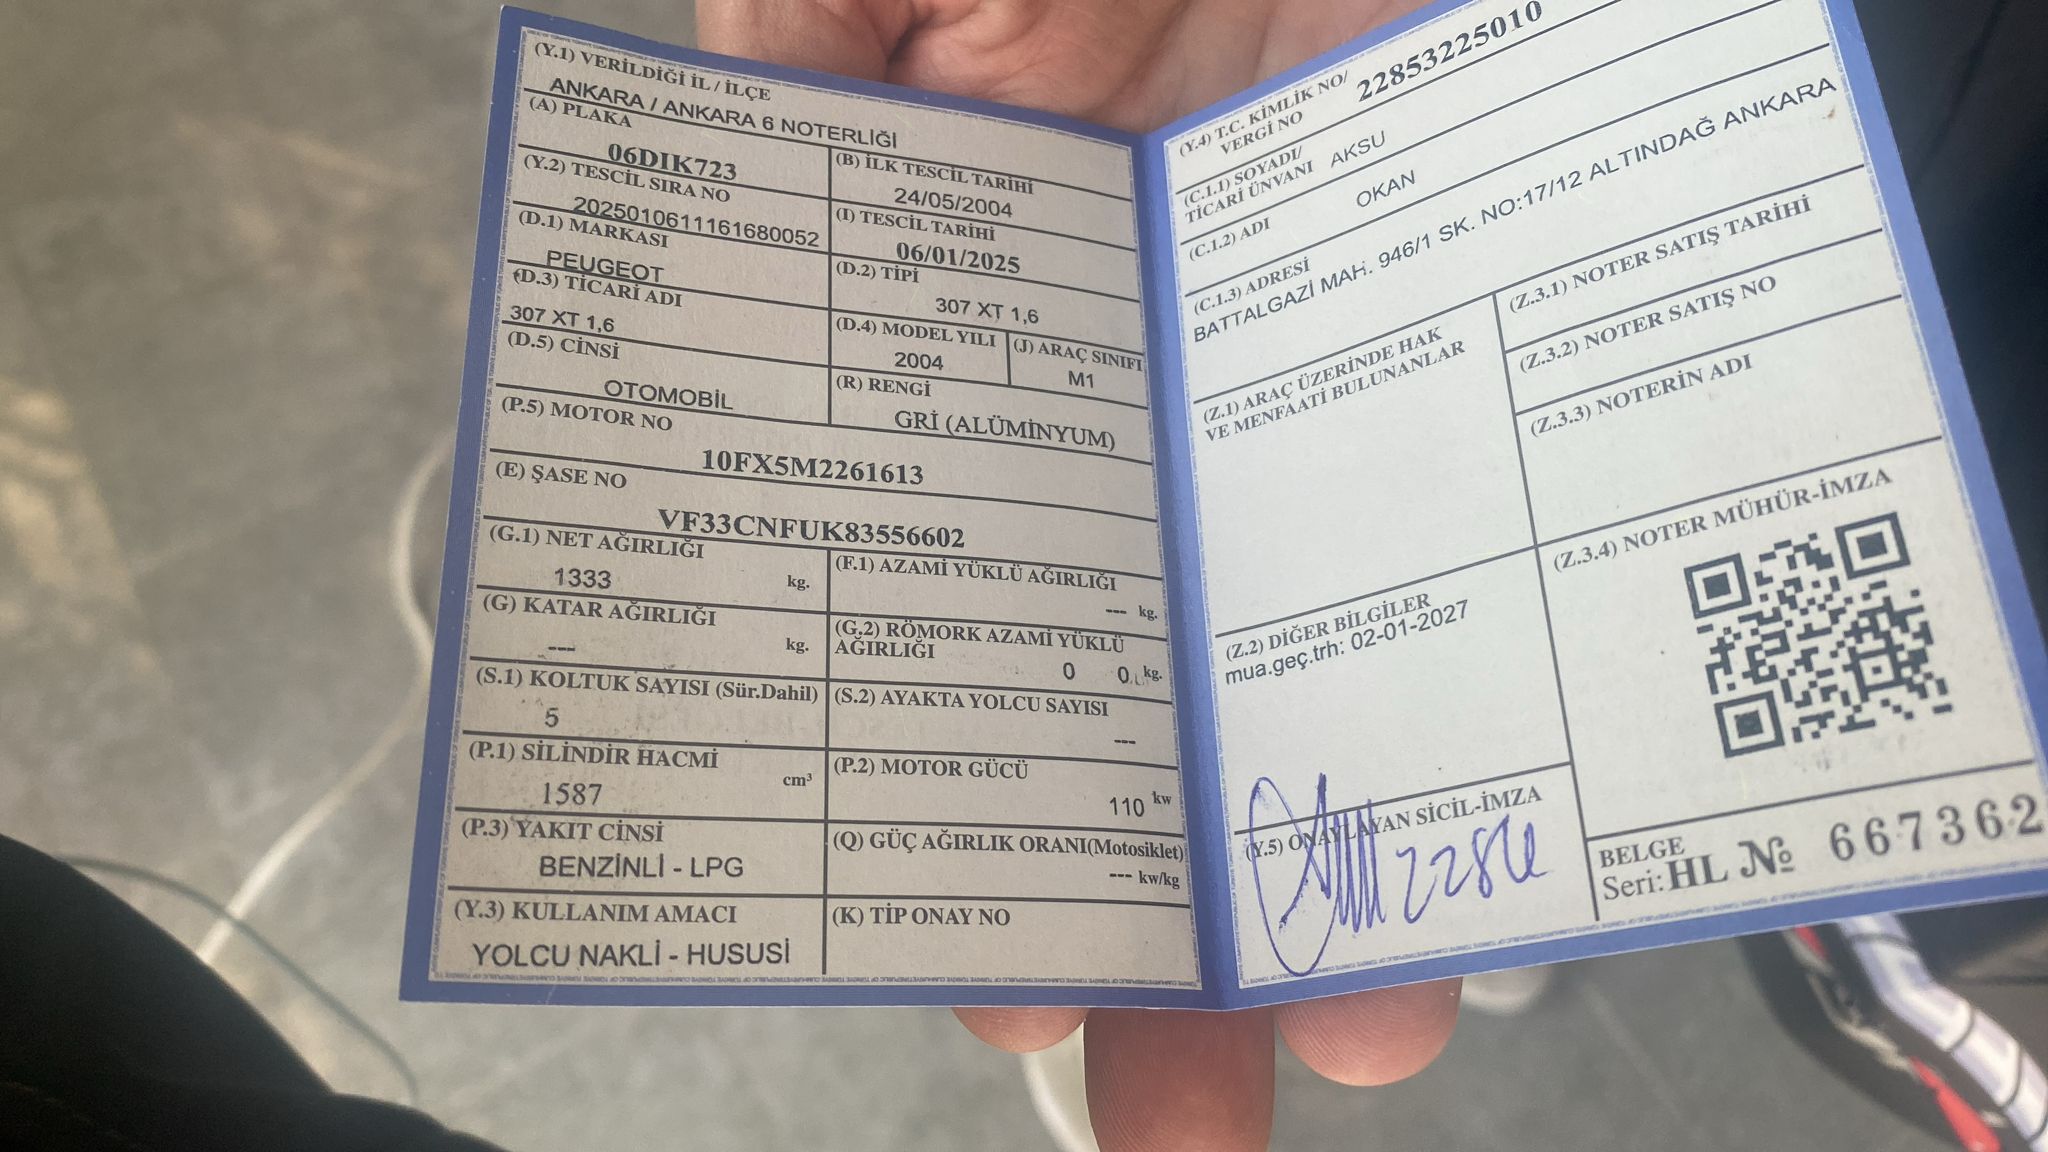 (Y.1) VERİLDİĞİ İL / İLÇE
ANKARA / ANKARA 6 NOTERLİĞİ
(A) PLAKA
06DIK723
(B) İLK TESCİL TARİHİ
24/05/2004
(Y.2) TESCİL SIRA NO
2025010611161680052
(I) TESCİL TARİHİ
06/01/2025
(D.1) MARKASI
PEUGEOT
(D.2) TİPİ
307 XT 1,6
(D.3) TİCARİ ADI
307 XT 1,6
(D.4) MODEL YILI
2004
(J) ARAÇ SINIFI
M1
(D.5) CİNSİ
OTOMOBİL
(R) RENGİ
GRİ (ALÜMİNYUM)
(P.5) MOTOR NO
10FX5M2261613
(E) ŞASE NO
VF33CNFUK83556602
(G.1) NET AĞIRLIĞI
1333 kg.
(F.1) AZAMİ YÜKLÜ AĞIRLIĞI
--- kg.
(G) KATAR AĞIRLIĞI
--- kg.
(G.2) RÖMORK AZAMİ YÜKLÜ
AĞIRLIĞI
0 0 kg.
(S.1) KOLTUK SAYISI (Sür.Dahil)
5
(S.2) AYAKTA YOLCU SAYISI
---
(P.1) SİLİNDİR HACMİ
1587 cm³
(P.2) MOTOR GÜCÜ
110 kw
(P.3) YAKIT CİNSİ
BENZİNLİ - LPG
(Q) GÜÇ AĞIRLIK ORANI(Motosiklet)
--- kw/kg
(Y.3) KULLANIM AMACI
YOLCU NAKLİ - HUSUSİ
(K) TİP ONAY NO
(Y.4) T.C. KİMLİK NO/
VERGİ NO
22853225010
(C.1.1) SOYADI/
TİCARİ ÜNVANI AKSU
(C.1.2) ADI
OKAN
(C.1.3) ADRESİ
BATTALGAZİ MAH. 946/1 SK. NO:17/12 ALTINDAĞ ANKARA
(Z.1) ARAÇ ÜZERİNDE HAK
VE MENFAATİ BULUNANLAR
(Z.3.1) NOTER SATIŞ TARİHİ
(Z.3.2) NOTER SATIŞ NO
(Z.3.3) NOTERİN ADI
(Z.2) DİĞER BİLGİLER
mua.geç.trh: 02-01-2027
(Z.3.4) NOTER MÜHÜR-İMZA
(Y.5) ONAYLAYAN SİCİL-İMZA
BELGE
Seri: HL № 667362